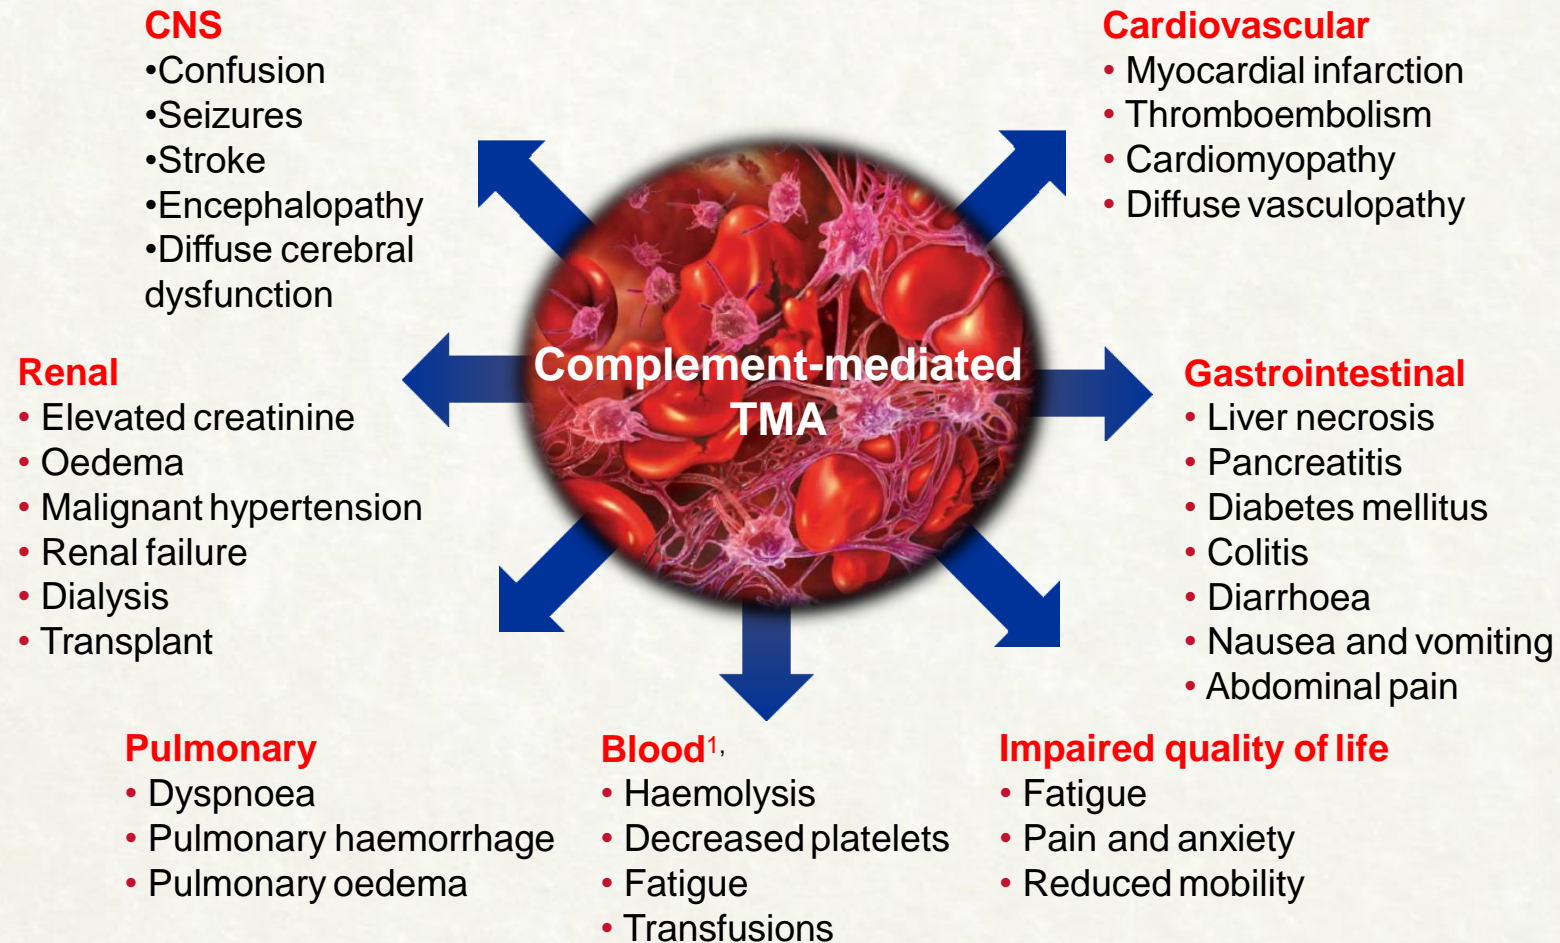 CNS
•Confusion
•Seizures
•Stroke
•Encephalopathy
•Diffuse cerebral
dysfunction
Cardiovascular
• Myocardial infarction
• Thromboembolism
• Cardiomyopathy
• Diffuse vasculopathy
Complement-mediated
TMA
Renal
• Elevated creatinine
• Oedema
• Malignant hypertension
• Renal failure
• Dialysis
• Transplant
Gastrointestinal
• Liver necrosis
• Pancreatitis
• Diabetes mellitus
• Colitis
• Diarrhoea
• Nausea and vomiting
• Abdominal pain
Pulmonary
• Dyspnoea
• Pulmonary haemorrhage
• Pulmonary oedema
Blood¹,
• Haemolysis
• Decreased platelets
• Fatigue
• Transfusions
Impaired quality of life
• Fatigue
• Pain and anxiety
• Reduced mobility